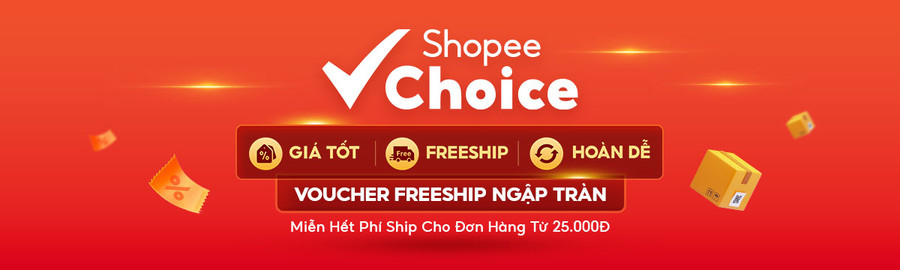 Shopee
Choice
GIÁ TỐT Free FREESHIP HOÀN DỄ
VOUCHER FREESHIP NGẬP TRÀN
Miễn Hết Phí Ship Cho Đơn Hàng Từ 25.000Đ